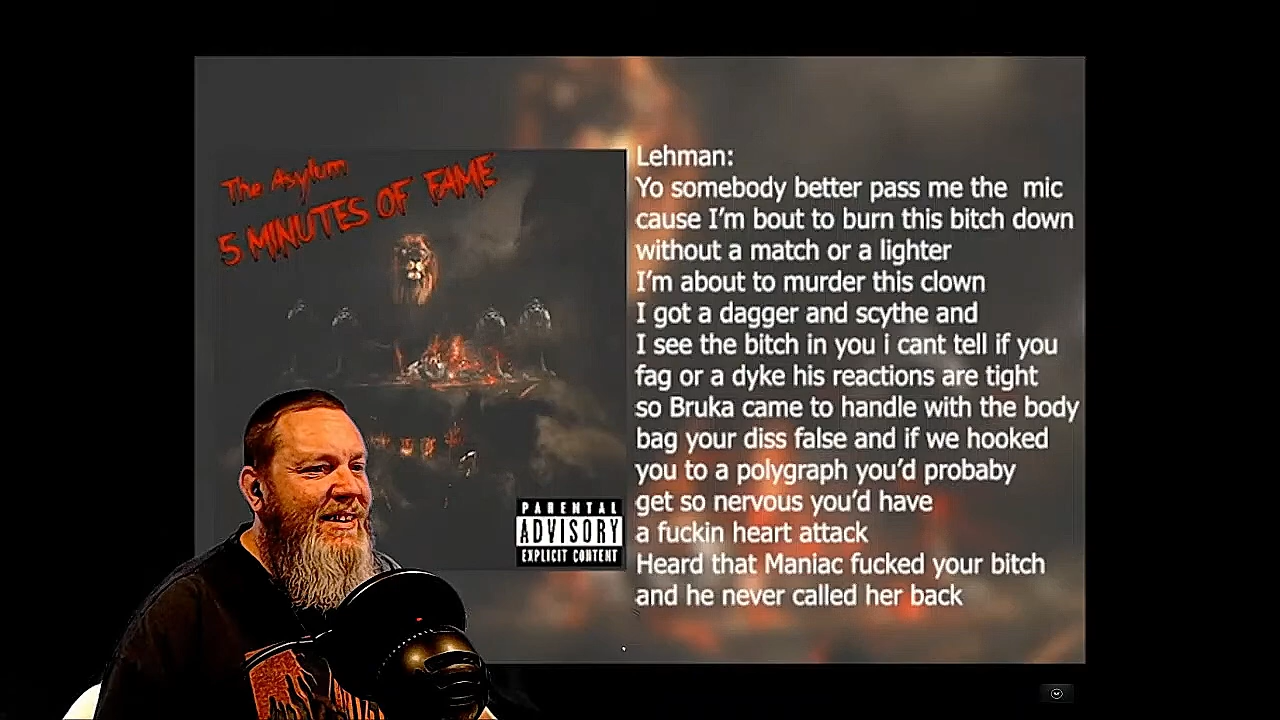 The Asylum
5 MINUTES OF FAME
PARENTAL
ADVISORY
EXPLICIT CONTENT
Lehman:
Yo somebody better pass me the mic
cause I'm bout to burn this bitch down
without a match or a lighter
I'm about to murder this clown
I got a dagger and scythe and
I see the bitch in you i cant tell if you
fag or a dyke his reactions are tight
so Bruka came to handle with the body
bag your diss false and if we hooked
you to a polygraph you'd probaby
get so nervous you'd have
a fuckin heart attack
Heard that Maniac fucked your bitch
and he never called her back